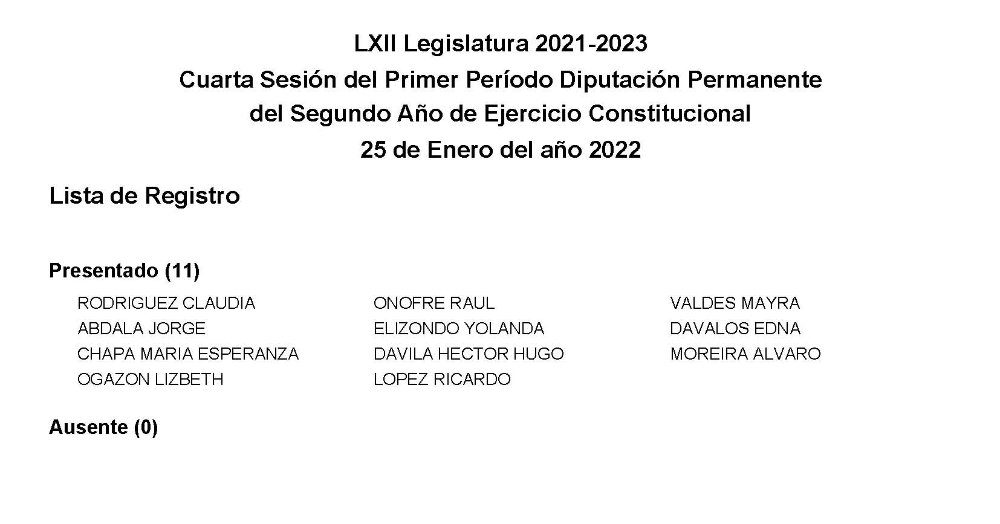 LXII Legislatura 2021-2023
Cuarta Sesión del Primer Período Diputación Permanente
del Segundo Año de Ejercicio Constitucional
25 de Enero del año 2022
Lista de Registro
Presentado (11)
RODRIGUEZ CLAUDIA ONOFRE RAUL VALDES MAYRA
ABDALA JORGE ELIZONDO YOLANDA DAVALOS EDNA
CHAPA MARIA ESPERANZA DAVILA HECTOR HUGO MOREIRA ALVARO
OGAZON LIZBETH LOPEZ RICARDO
Ausente (0)